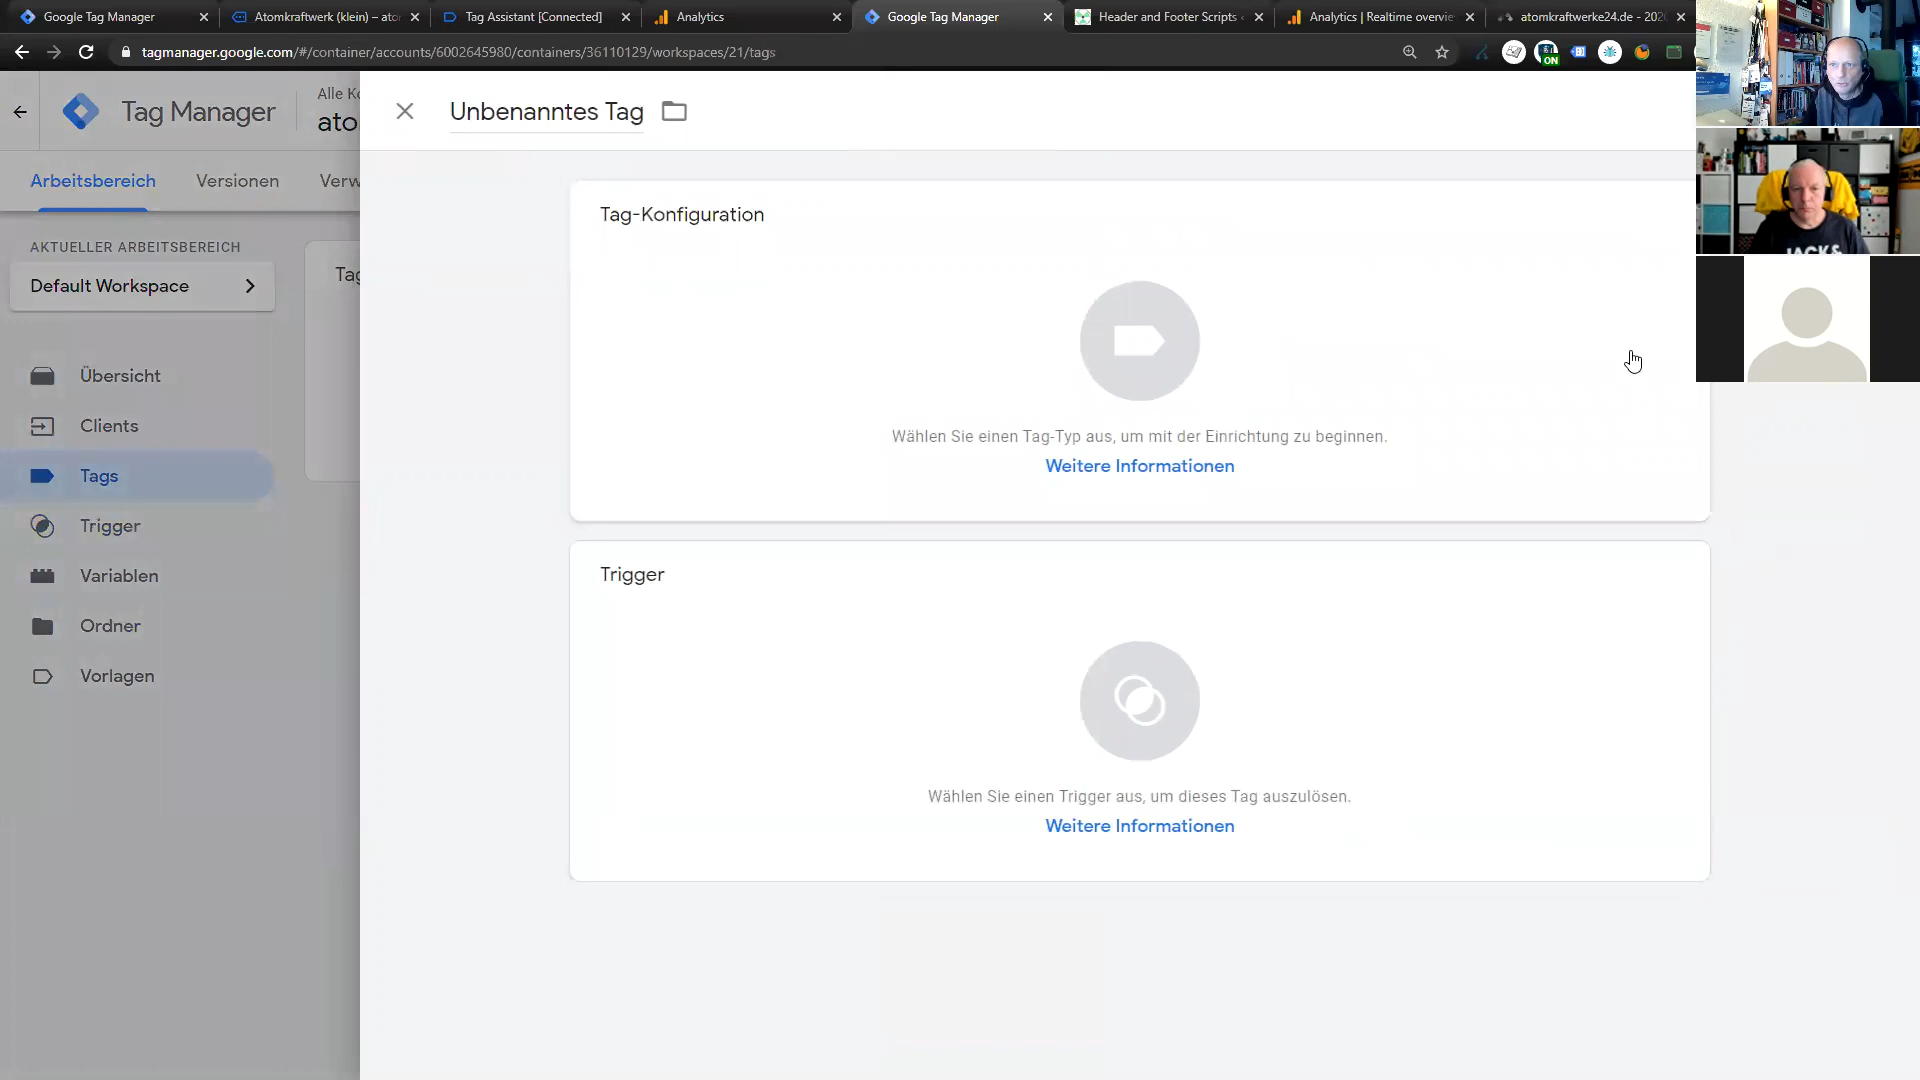 Google Tag Manager
Atomkraftwerk (klein) – ato
Tag Assistant [Connected]
Analytics
Google Tag Manager
Header and Footer Scripts
Analytics | Realtime overvie
atomkraftwerke24.de - 202
tagmanager.google.com/#/container/accounts/6002645980/containers/36110129/workspaces/21/tags
ON
Tag Manager
Alle Ko
ato
Unbenanntes Tag
Arbeitsbereich
Versionen
Verw
AKTUELLER ARBEITSBEREICH
Default Workspace
Tag
Übersicht
Clients
Tags
Trigger
Variablen
Ordner
Vorlagen
Tag-Konfiguration
Wählen Sie einen Tag-Typ aus, um mit der Einrichtung zu beginnen.
Weitere Informationen
Trigger
Wählen Sie einen Trigger aus, um dieses Tag auszulösen.
Weitere Informationen
JACK&